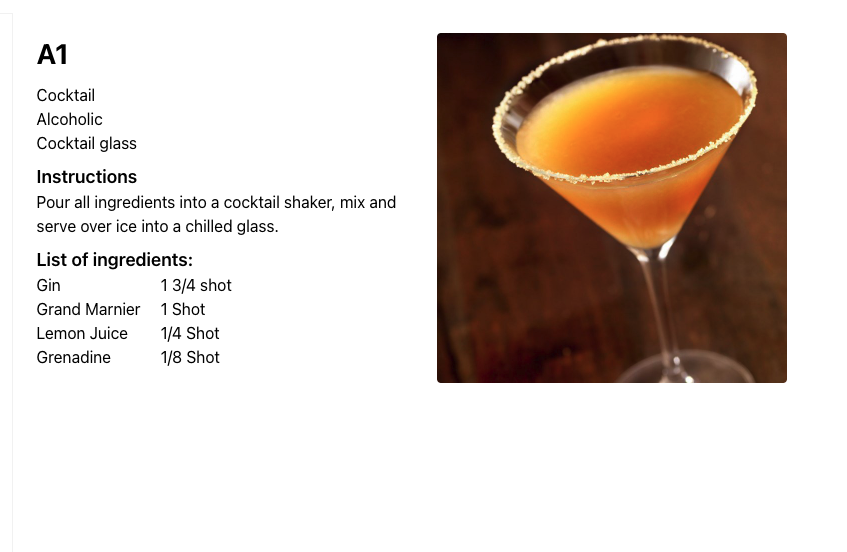 A1
Cocktail
Alcoholic
Cocktail glass
Instructions
Pour all ingredients into a cocktail shaker, mix and
serve over ice into a chilled glass.
List of ingredients:
Gin 1 3/4 shot
Grand Marnier 1 Shot
Lemon Juice 1/4 Shot
Grenadine 1/8 Shot